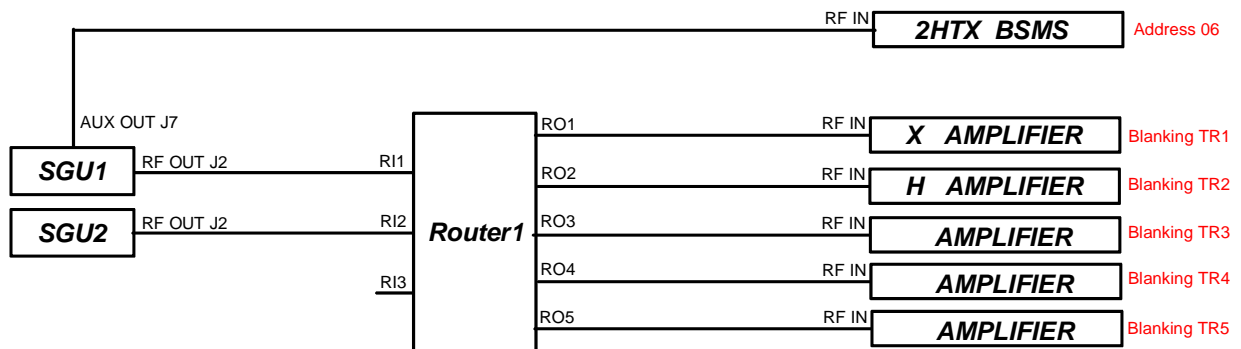 RF IN
2HTX BSMS
Address 06
AUX OUT J7
SGU1
RF OUT J2
RI1
RO1
RF IN
X AMPLIFIER
Blanking TR1
RO2
RF IN
H AMPLIFIER
Blanking TR2
SGU2
RF OUT J2
RI2
Router1
RO3
RF IN
AMPLIFIER
Blanking TR3
RI3
RO4
RF IN
AMPLIFIER
Blanking TR4
RO5
RF IN
AMPLIFIER
Blanking TR5